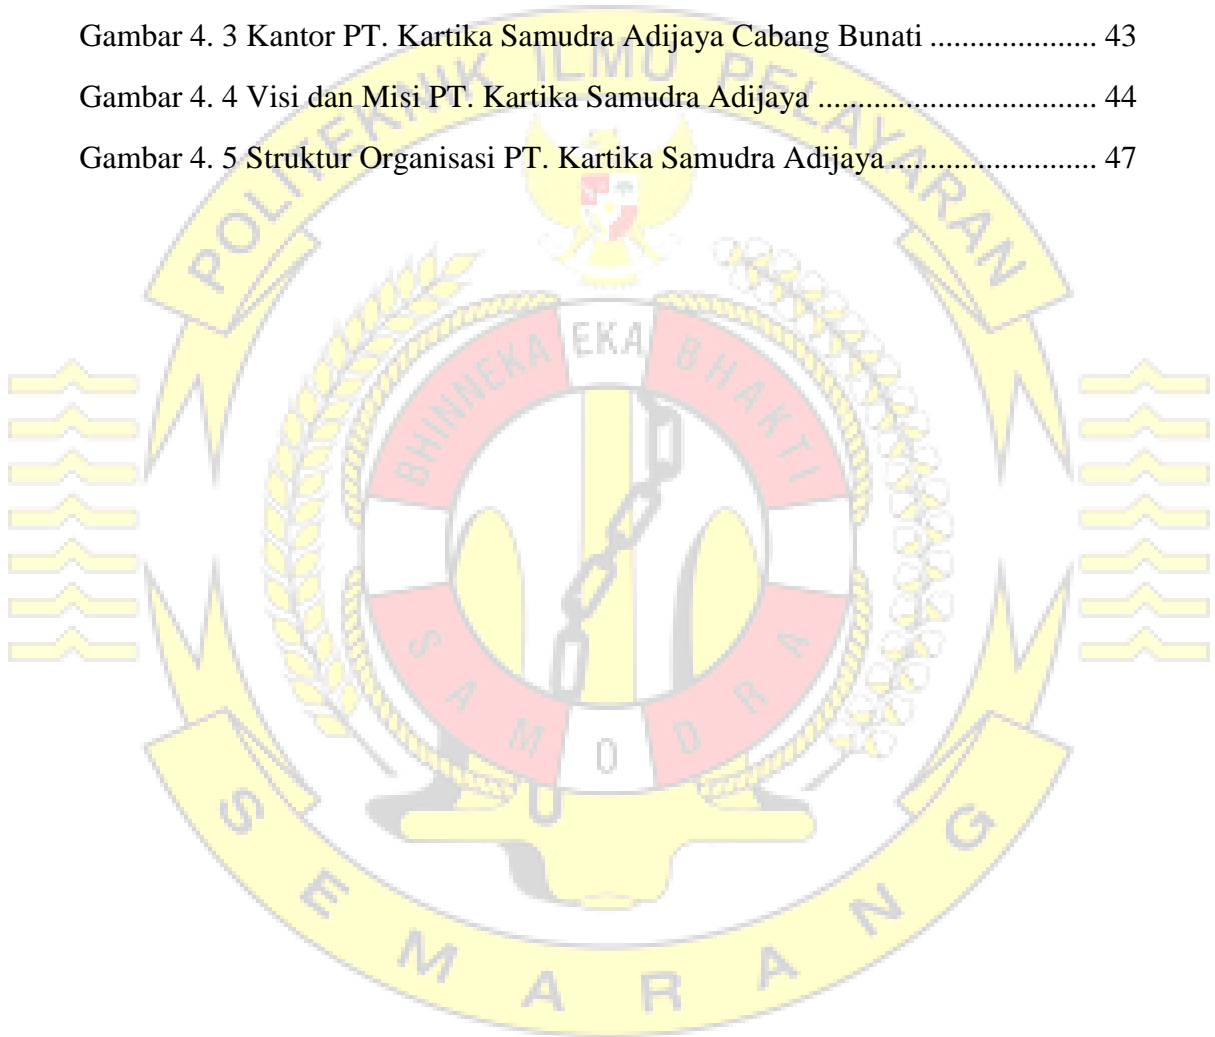 Gambar 4. 3 Kantor PT. Kartika Samudra Adijaya Cabang Bunati ..................... 43
Gambar 4. 4 Visi dan Misi PT. Kartika Samudra Adijaya ................................... 44
Gambar 4. 5 Struktur Organisasi PT. Kartika Samudra Adijaya .......................... 47
POLITEKNIK ILMU PELAYARAN
BHINNEKA EKA BHAKTI
SAMODRA
SEMARANG